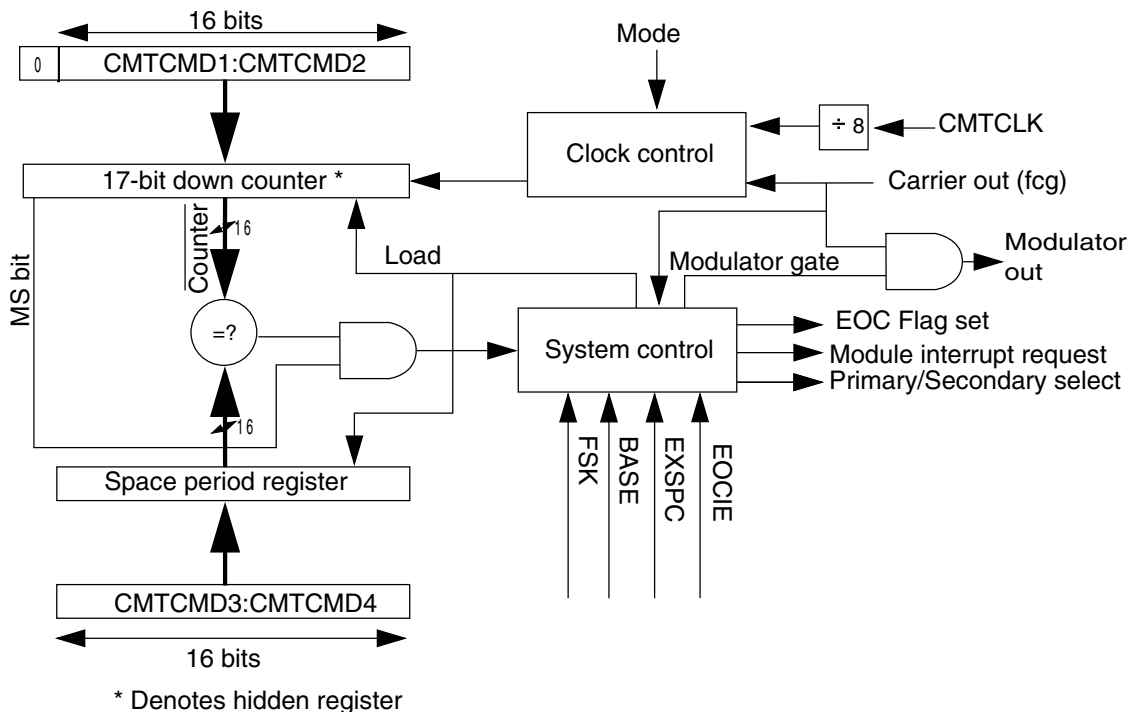 16 bits
0 CMTCMD1:CMTCMD2
Mode
Clock control
÷ 8
CMTCLK
17-bit down counter *
Carrier out (fcg)
MS bit
Counter
16
Load
Modulator gate
Modulator
out
=?
System control
EOC Flag set
Module interrupt request
Primary/Secondary select
16
FSK
BASE
EXSPC
EOCIE
Space period register
CMTCMD3:CMTCMD4
16 bits
* Denotes hidden register